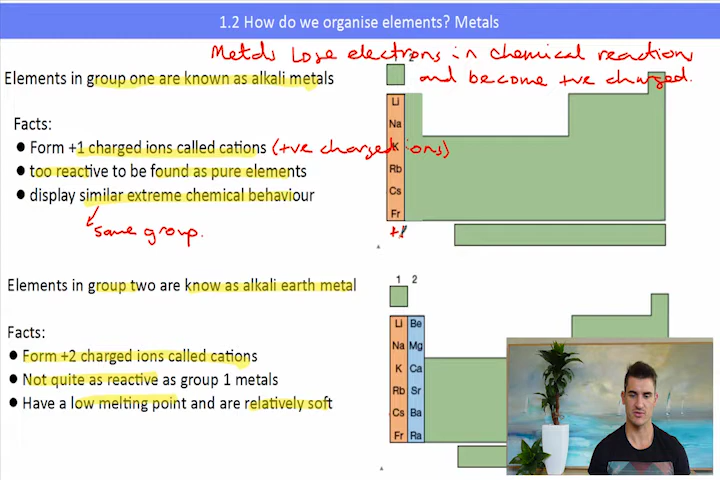 1.2 How do we organise elements? Metals
Metals lose electrons in chemical reactions
and become +ve charged.
2
Elements in group one are known as alkali metals
Facts:
● Form +1 charged ions called cations (+ve charged ions)
● too reactive to be found as pure elements
● display similar extreme chemical behaviour
same group.
Li
Na
K
Rb
Cs
Fr
+1
Elements in group two are know as alkali earth metal
Facts:
● Form +2 charged ions called cations
● Not quite as reactive as group 1 metals
● Have a low melting point and are relatively soft
1 2
Li Be
Na Mg
K Ca
Rb Sr
Cs Ba
Fr Ra